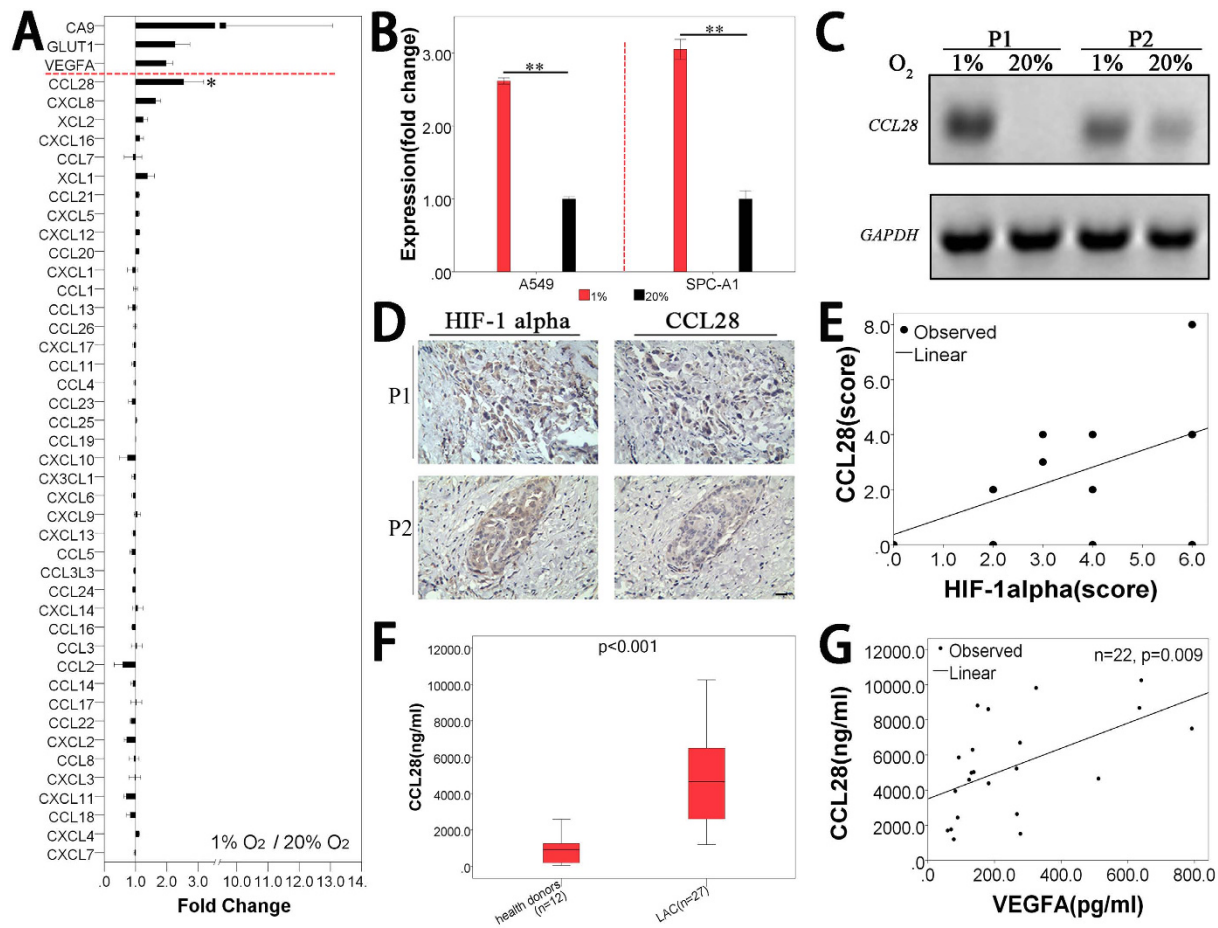 A
CA9
GLUT1
VEGFA
CCL28 *
CXCL8
XCL2
CXCL16
CCL7
XCL1
CCL21
CXCL5
CXCL12
CCL20
CXCL1
CCL1
CCL13
CCL26
CXCL17
CCL11
CCL4
CCL23
CCL25
CCL19
CXCL10
CX3CL1
CXCL6
CXCL9
CXCL13
CCL5
CCL3L3
CCL24
CXCL14
CCL16
CCL3
CCL2
CCL14
CCL17
CCL22
CXCL2
CCL8
CXCL3
CXCL11
CCL18
CXCL4
CXCL7
1% O2 / 20% O2
.0 1.0 2.0 3.0 10.0 11.0 12.0 13.0 14.
Fold Change
B
Expression(fold change)
3.00
2.00
1.00
.00
** **
A549 SPC-A1
1% 20%
C
P1 P2
O2 1% 20% 1% 20%
CCL28
GAPDH
D
HIF-1 alpha CCL28
P1
P2
E
Observed
Linear
CCL28(score)
8.0
6.0
4.0
2.0
.0
.0 1.0 2.0 3.0 4.0 5.0 6.0
HIF-1alpha(score)
F
p<0.001
CCL28(ng/ml)
12000.0
10000.0
8000.0
6000.0
4000.0
2000.0
.0
health donors
(n=12)
LAC(n=27)
G
Observed
Linear
n=22, p=0.009
CCL28(ng/ml)
12000.0
10000.0
8000.0
6000.0
4000.0
2000.0
.0
.0 200.0 400.0 600.0 800.0
VEGFA(pg/ml)